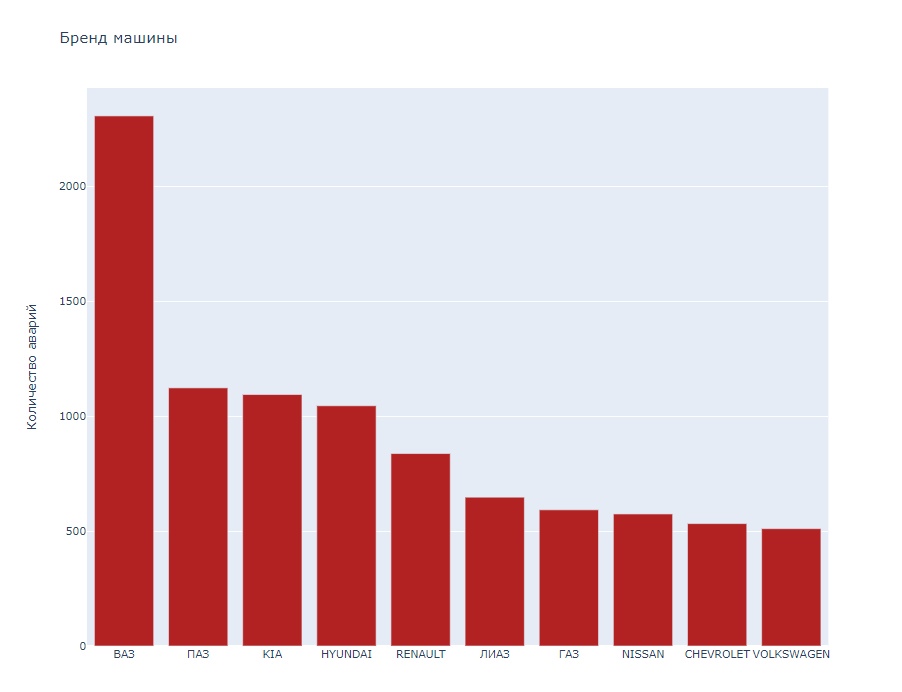 Бренд машины
Количество аварий
2000
1500
1000
500
0
ВАЗ ПАЗ KIA HYUNDAI RENAULT ЛИАЗ ГАЗ NISSAN CHEVROLET VOLKSWAGEN